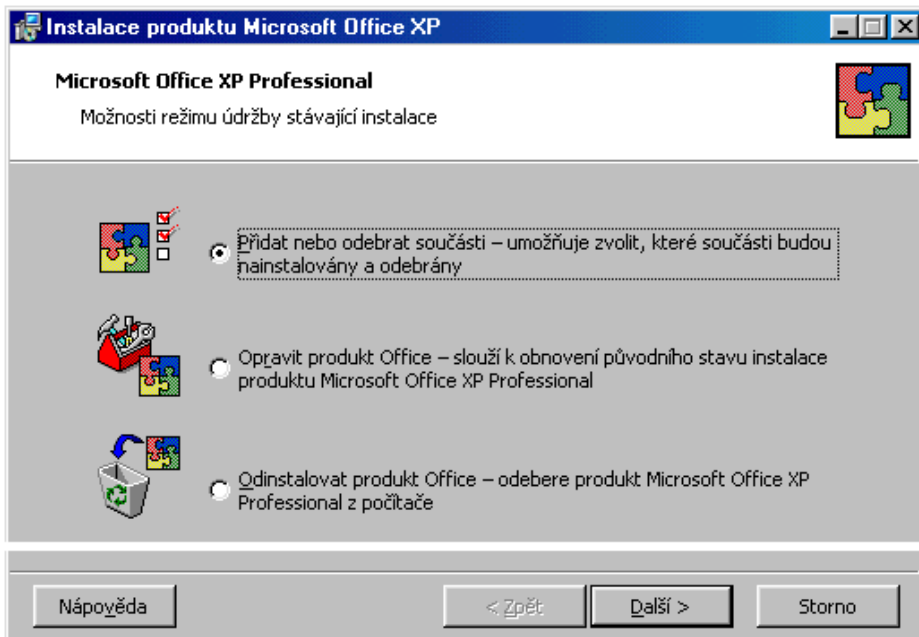 Instalace produktu Microsoft Office XP
Microsoft Office XP Professional
Možnosti režimu údržby stávající instalace
Přidat nebo odebrat součásti – umožňuje zvolit, které součásti budou
nainstalovány a odebrány
Opravit produkt Office – slouží k obnovení původního stavu instalace
produktu Microsoft Office XP Professional
Odinstalovat produkt Office – odebere produkt Microsoft Office XP
Professional z počítače
Nápověda
< Zpět
Další >
Storno